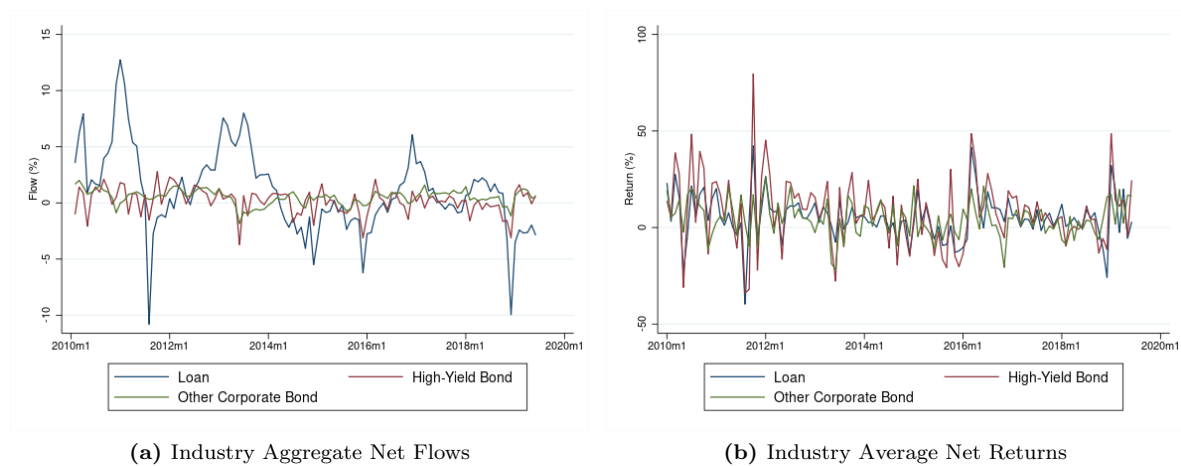 15
10
5
0
-5
-10
Flow (%)
2010m1 2012m1 2014m1 2016m1 2018m1 2020m1
Loan High-Yield Bond
Other Corporate Bond
(a) Industry Aggregate Net Flows
100
50
0
-50
Return (%)
2010m1 2012m1 2014m1 2016m1 2018m1 2020m1
Loan High-Yield Bond
Other Corporate Bond
(b) Industry Average Net Returns